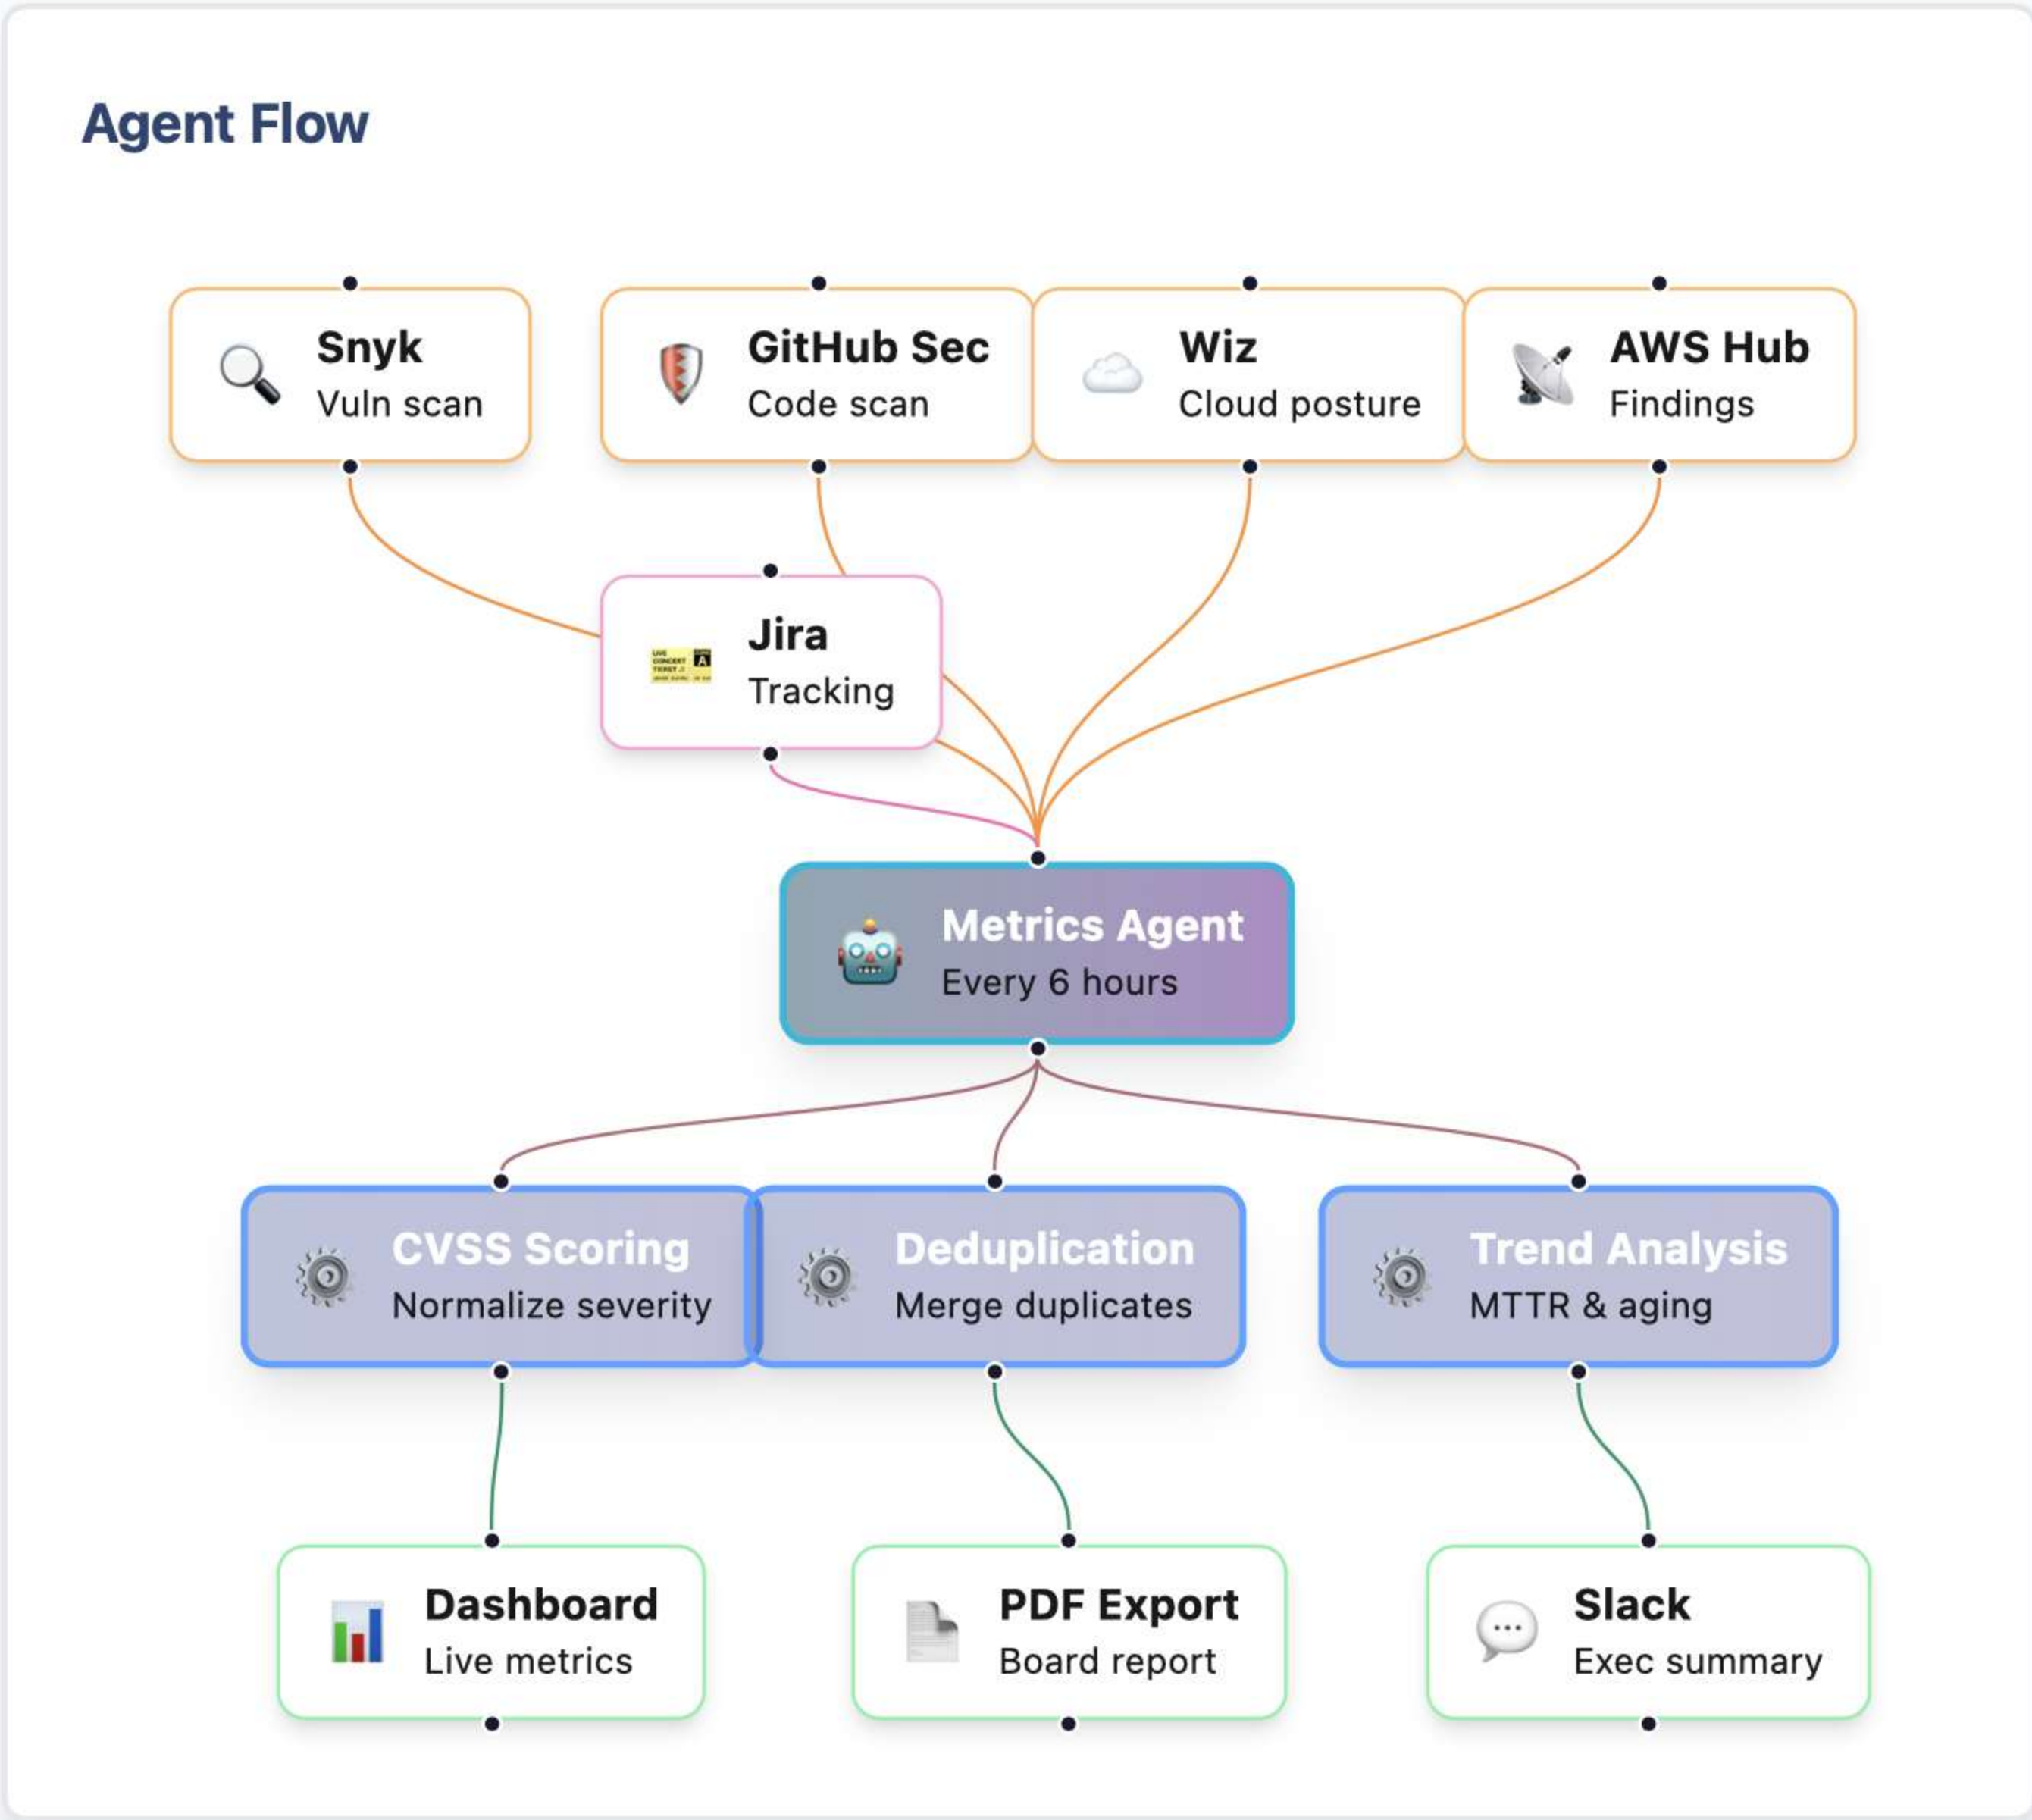 Agent Flow
Snyk
Vuln scan
GitHub Sec
Code scan
Wiz
Cloud posture
AWS Hub
Findings
Jira
Tracking
Metrics Agent
Every 6 hours
CVSS Scoring
Normalize severity
Deduplication
Merge duplicates
Trend Analysis
MTTR & aging
Dashboard
Live metrics
PDF Export
Board report
Slack
Exec summary